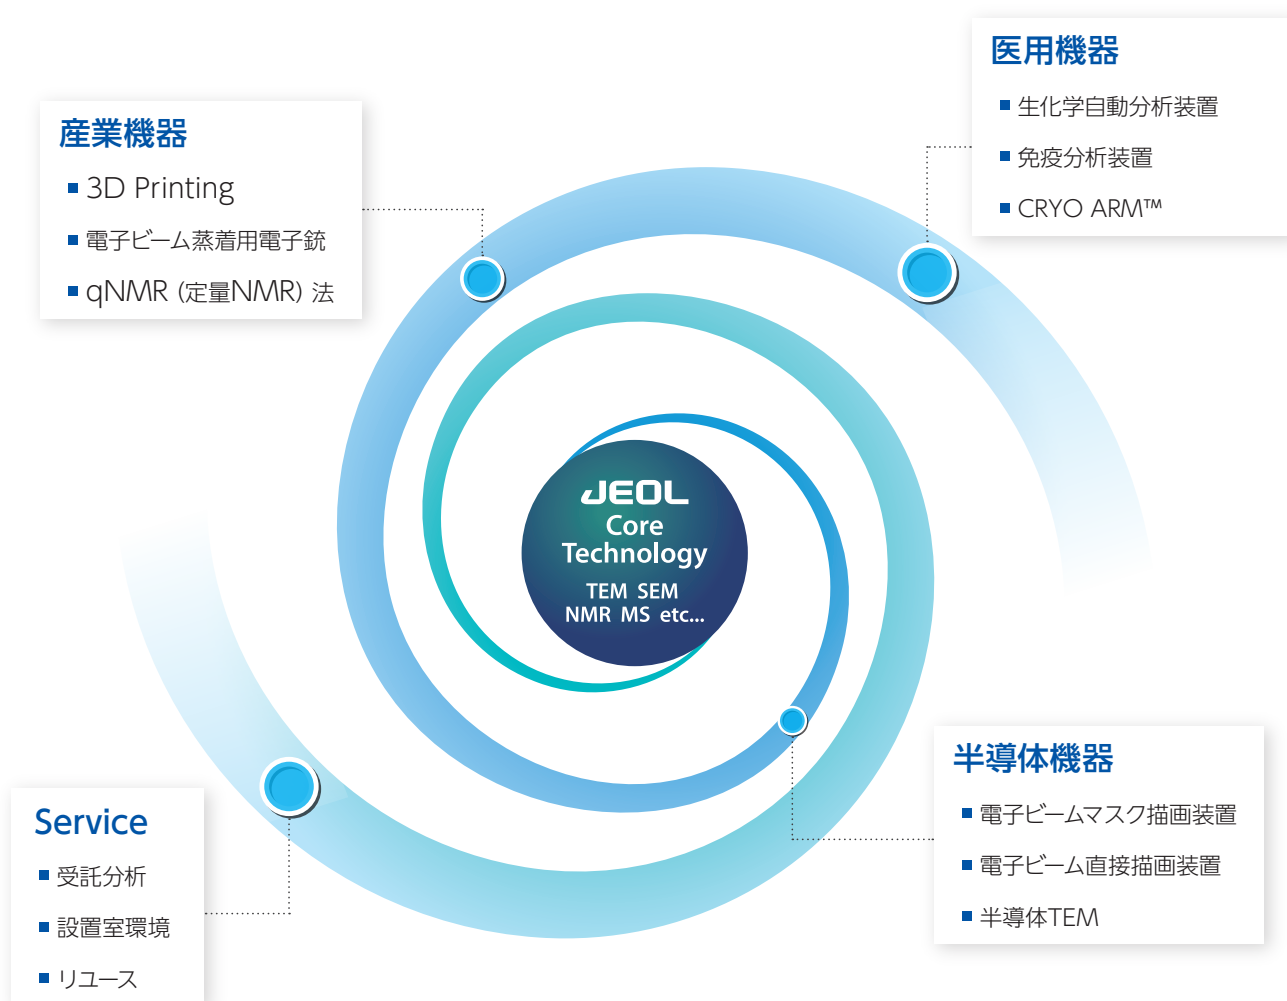 医用機器
生化学自動分析装置
免疫分析装置
CRYO ARM™
産業機器
3D Printing
電子ビーム蒸着用電子銃
qNMR（定量NMR）法
JEOL
Core
Technology
TEM SEM
NMR MS etc...
半導体機器
電子ビームマスク描画装置
電子ビーム直接描画装置
半導体TEM
Service
受託分析
設置室環境
リユース